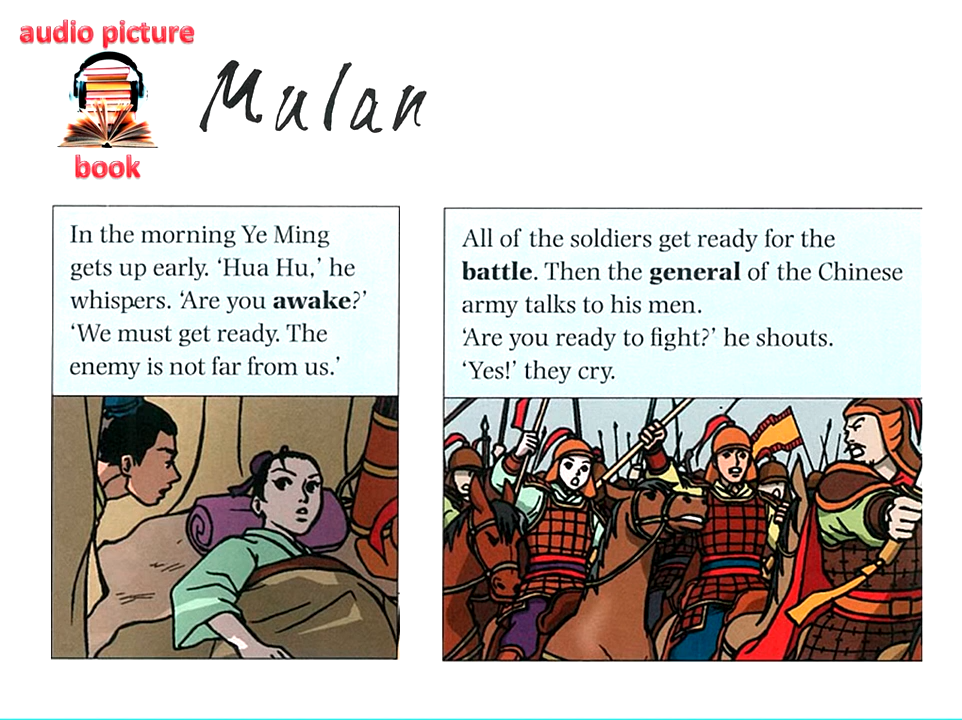 audio picture
book
Mulan
In the morning Ye Ming
gets up early. ‘Hua Hu,’ he
whispers. ‘Are you awake?’
‘We must get ready. The
enemy is not far from us.’
All of the soldiers get ready for the
battle. Then the general of the Chinese
army talks to his men.
‘Are you ready to fight?’ he shouts.
‘Yes!’ they cry.